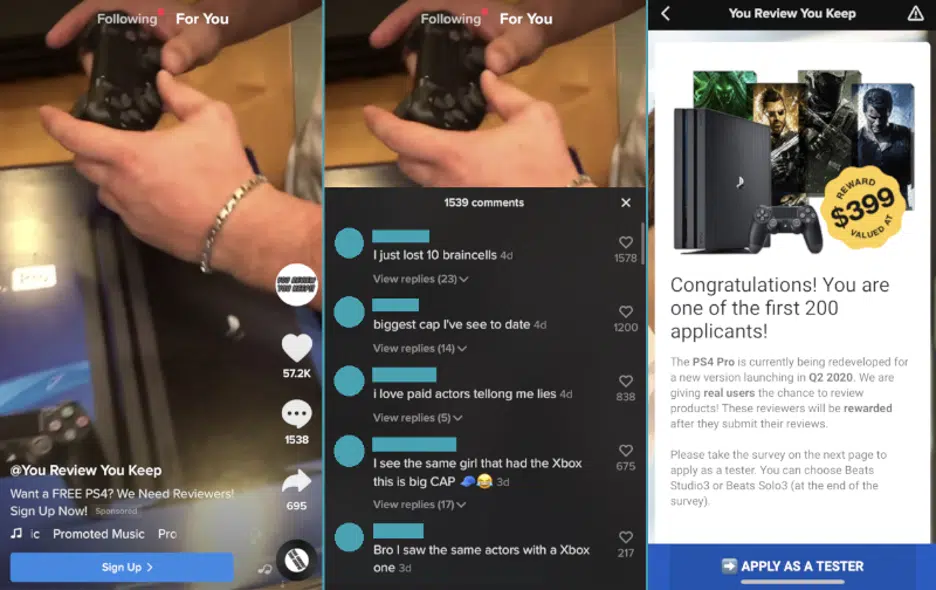 Following For You
YOU REVIEW
YOU KEEP!!
57.2K
1538
695
@You Review You Keep
Want a FREE PS4? We Need Reviewers!
Sign Up Now! Sponsored
ic Promoted Music Pro
Sign Up >
Following For You
1539 comments
I just lost 10 braincells 4d
1578
View replies (23)
biggest cap I've see to date 4d
1200
View replies (14)
i love paid actors tellong me lies 4d
838
View replies (5)
I see the same girl that had the Xbox
this is big CAP 🧢😂 3d
675
View replies (17)
Bro I saw the same actors with a Xbox
one 3d
217
You Review You Keep
REWARD
$399
VALUED AT
Congratulations! You are
one of the first 200
applicants!
The PS4 Pro is currently being redeveloped for
a new version launching in Q2 2020. We are
giving real users the chance to review
products! These reviewers will be rewarded
after they submit their reviews.
Please take the survey on the next page to
apply as a tester. You can choose Beats
Studio3 or Beats Solo3 (at the end of the
survey).
➡️ APPLY AS A TESTER